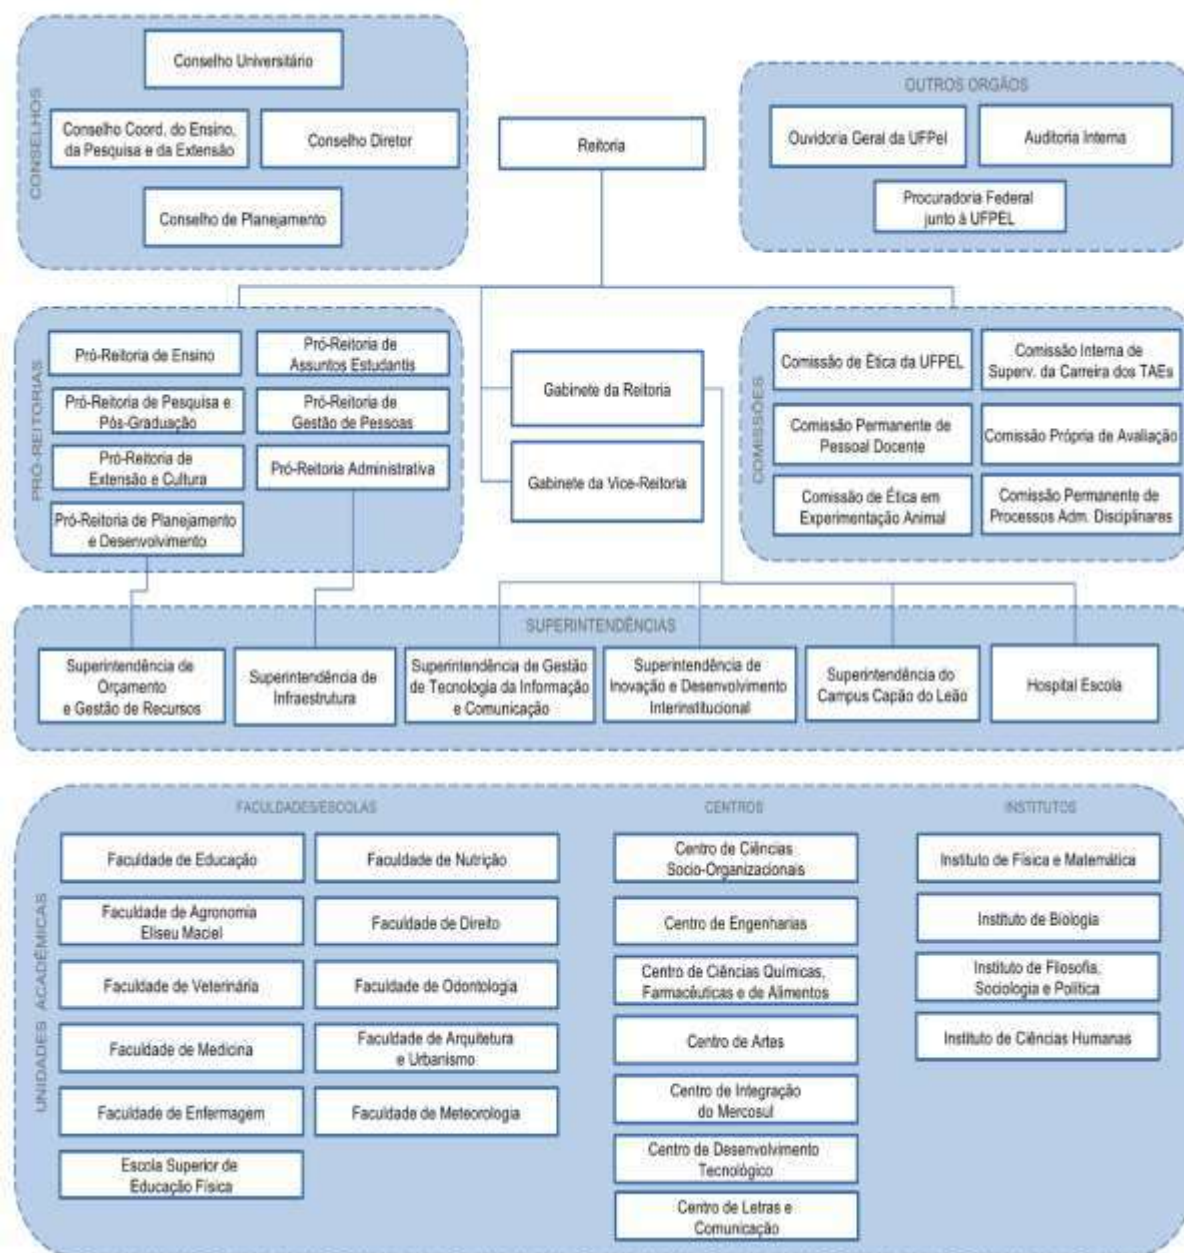 CONSELHOS
Conselho Universitário
Conselho Coord. do Ensino,
da Pesquisa e da Extensão
Conselho Diretor
Conselho de Planejamento
Reitoria
OUTROS ORGÃOS
Ouvidoria Geral da UFPel
Auditoria Interna
Procuradoria Federal
junto à UFPEL
PRÓ-REITORIAS
Pró-Reitoria de Ensino
Pró-Reitoria de
Assuntos Estudantis
Pró-Reitoria de Pesquisa e
Pós-Graduação
Pró-Reitoria de
Gestão de Pessoas
Pró-Reitoria de
Extensão e Cultura
Pró-Reitoria Administrativa
Pró-Reitoria de Planejamento
e Desenvolvimento
Gabinete da Reitoria
Gabinete da Vice-Reitoria
COMISSÕES
Comissão de Ética da UFPEL
Comissão Interna de
Superv. da Carreira dos TAEs
Comissão Permanente de
Pessoal Docente
Comissão Própria de Avaliação
Comissão de Ética em
Experimentação Animal
Comissão Permanente de
Processos Adm. Disciplinares
SUPERINTENDÊNCIAS
Superintendência de
Orçamento
e Gestão de Recursos
Superintendência de
Infraestrutura
Superintendência de Gestão
de Tecnologia da Informação
e Comunicação
Superintendência de
Inovação e Desenvolvimento
Interinstitucional
Superintendência do
Campus Capão do Leão
Hospital Escola
UNIDADES ACADÊMICAS
FACULDADES/ESCOLAS
Faculdade de Educação
Faculdade de Nutrição
Faculdade de Agronomia
Eliseu Maciel
Faculdade de Direito
Faculdade de Veterinária
Faculdade de Odontologia
Faculdade de Medicina
Faculdade de Arquitetura
e Urbanismo
Faculdade de Enfermagem
Faculdade de Meteorologia
Escola Superior de
Educação Física
CENTROS
Centro de Ciências
Socio-Organizacionais
Centro de Engenharias
Centro de Ciências Químicas,
Farmacêuticas e de Alimentos
Centro de Artes
Centro de Integração
do Mercosul
Centro de Desenvolvimento
Tecnológico
Centro de Letras e
Comunicação
INSTITUTOS
Instituto de Física e Matemática
Instituto de Biologia
Instituto de Filosofia,
Sociologia e Política
Instituto de Ciências Humanas